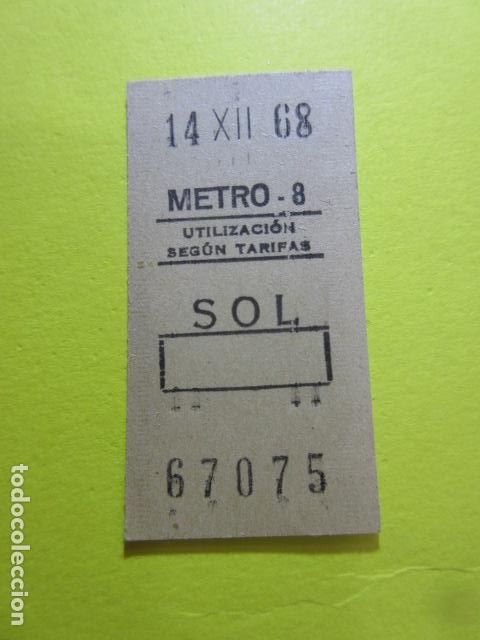 14 XII 68
METRO - 8
UTILIZACIÓN
SEGÚN TARIFAS
SOL
67075
todocoleccion